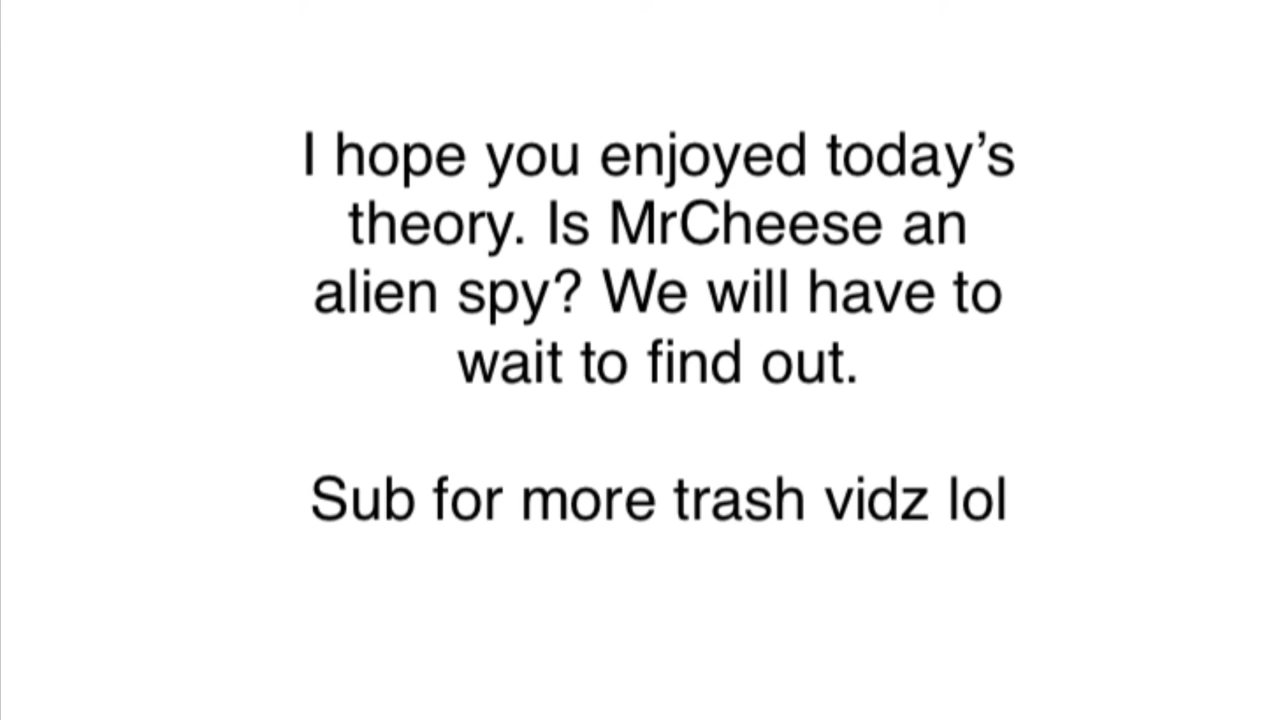 I hope you enjoyed today’s
theory. Is MrCheese an
alien spy? We will have to
wait to find out.
Sub for more trash vidz lol